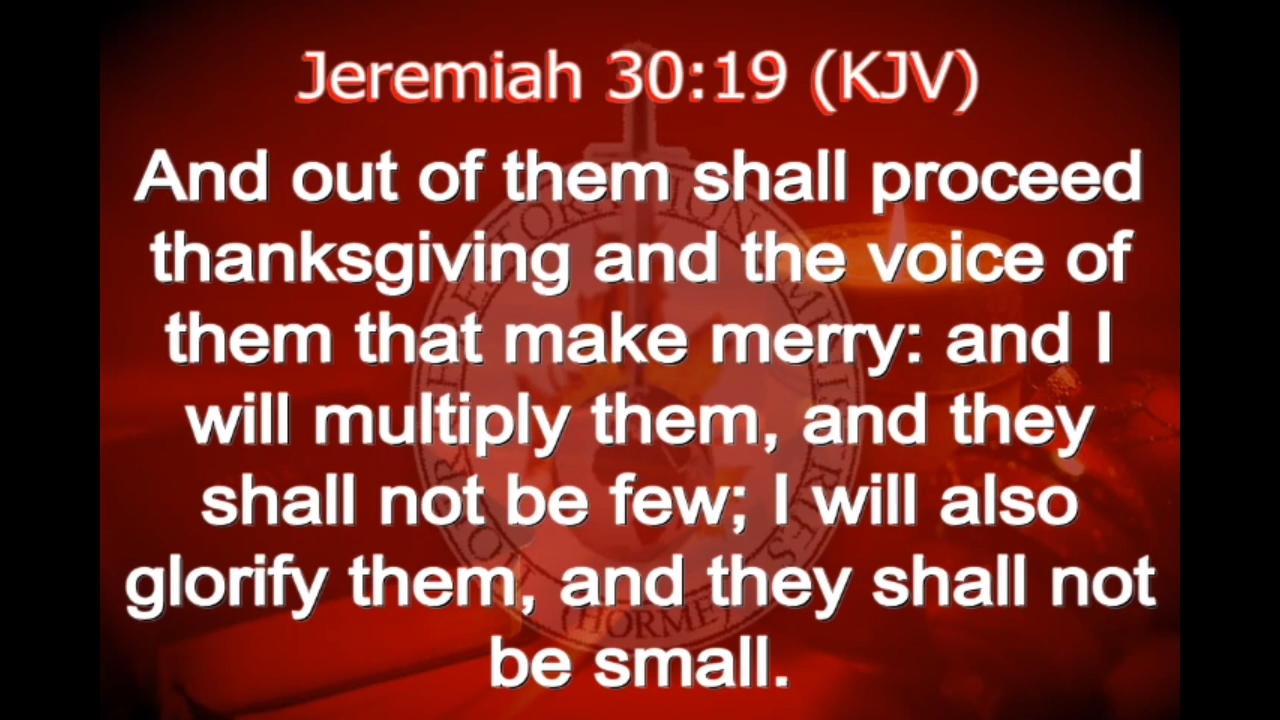 Jeremiah 30:19 (KJV)
And out of them shall proceed
thanksgiving and the voice of
them that make merry: and I
will multiply them, and they
shall not be few; I will also
glorify them, and they shall not
be small.
(HORME)